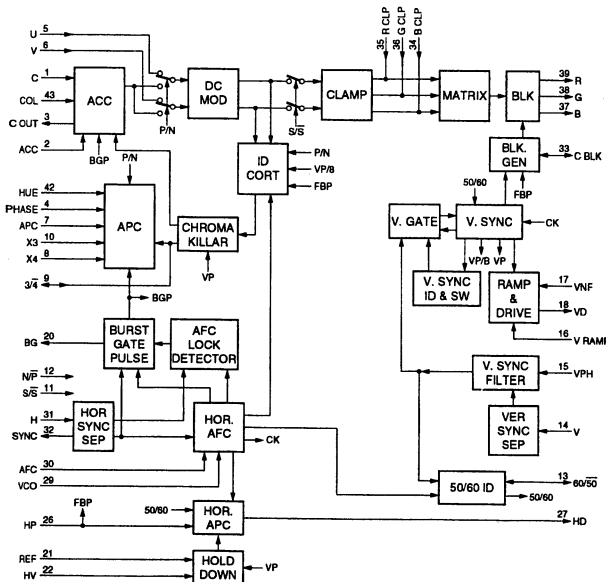 35 R CLP
36 G CLP
34 B CLP
U 5
V 6
C 1
COL 43
C OUT 3
ACC 2
ACC
BGP
P/N
P/N
DC MOD
S/S̅
CLAMP
MATRIX
BLK
39 R
38 G
37 B
BLK. GEN
33 C BLK
FBP
ID CORT
P/N
VP/8
FBP
HUE 42
PHASE 4
APC 7
X3 10
X4 8
3/4̅ 9
APC
CHROMA KILLAR
VP
BGP
50/60
V. GATE
V. SYNC
CK
VP/B
VP
V. SYNC ID & SW
RAMP & DRIVE
17 VNF
18 VD
16 V RAMP
BG 20
BURST GATE PULSE
AFC LOCK DETECTOR
N/P̅ 12
S/S̅ 11
H 31
SYNC 32
HOR SYNC SEP
HOR. AFC
CK
V. SYNC FILTER
15 VPH
VER SYNC SEP
14 V
AFC 30
VCO 29
50/60 ID
13 60/5̅0̅
50/60
FBP
HP 26
50/60
HOR. APC
27 HD
REF 21
HV 22
HOLD DOWN
VP